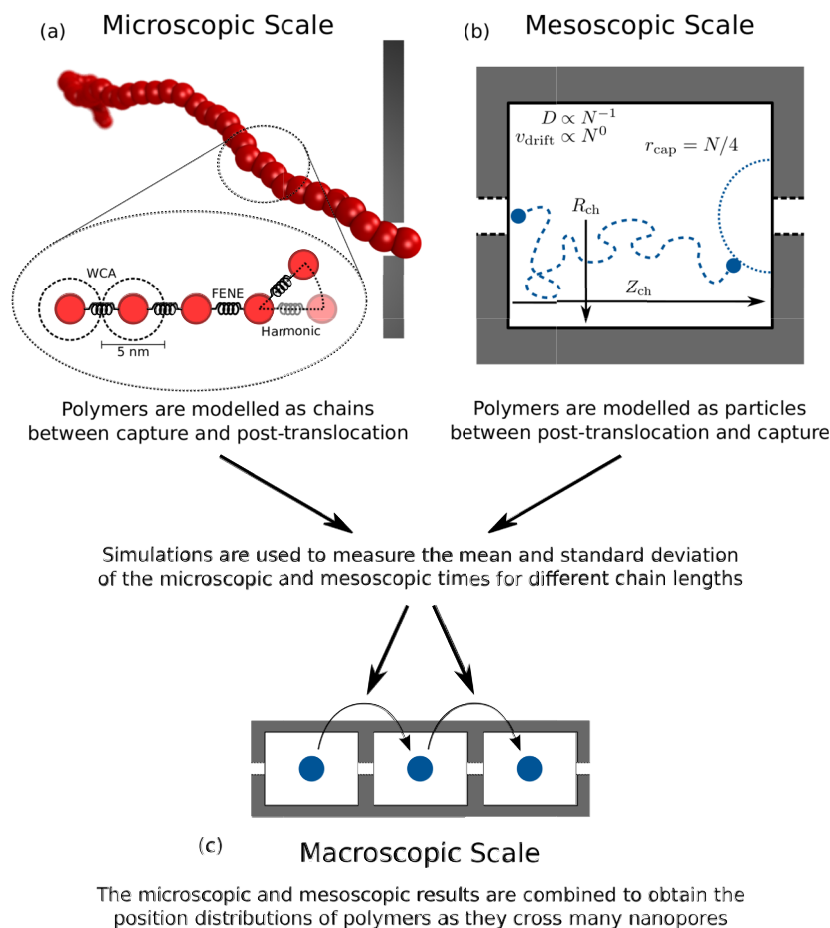 (a) Microscopic Scale
WCA
FENE
Harmonic
5 nm
Polymers are modelled as chains
between capture and post-translocation
(b) Mesoscopic Scale
D ∝ N⁻¹
v_drift ∝ N⁰
r_cap = N/4
R_ch
Z_ch
Polymers are modelled as particles
between post-translocation and capture
Simulations are used to measure the mean and standard deviation
of the microscopic and mesoscopic times for different chain lengths
(c) Macroscopic Scale
The microscopic and mesoscopic results are combined to obtain the
position distributions of polymers as they cross many nanopores